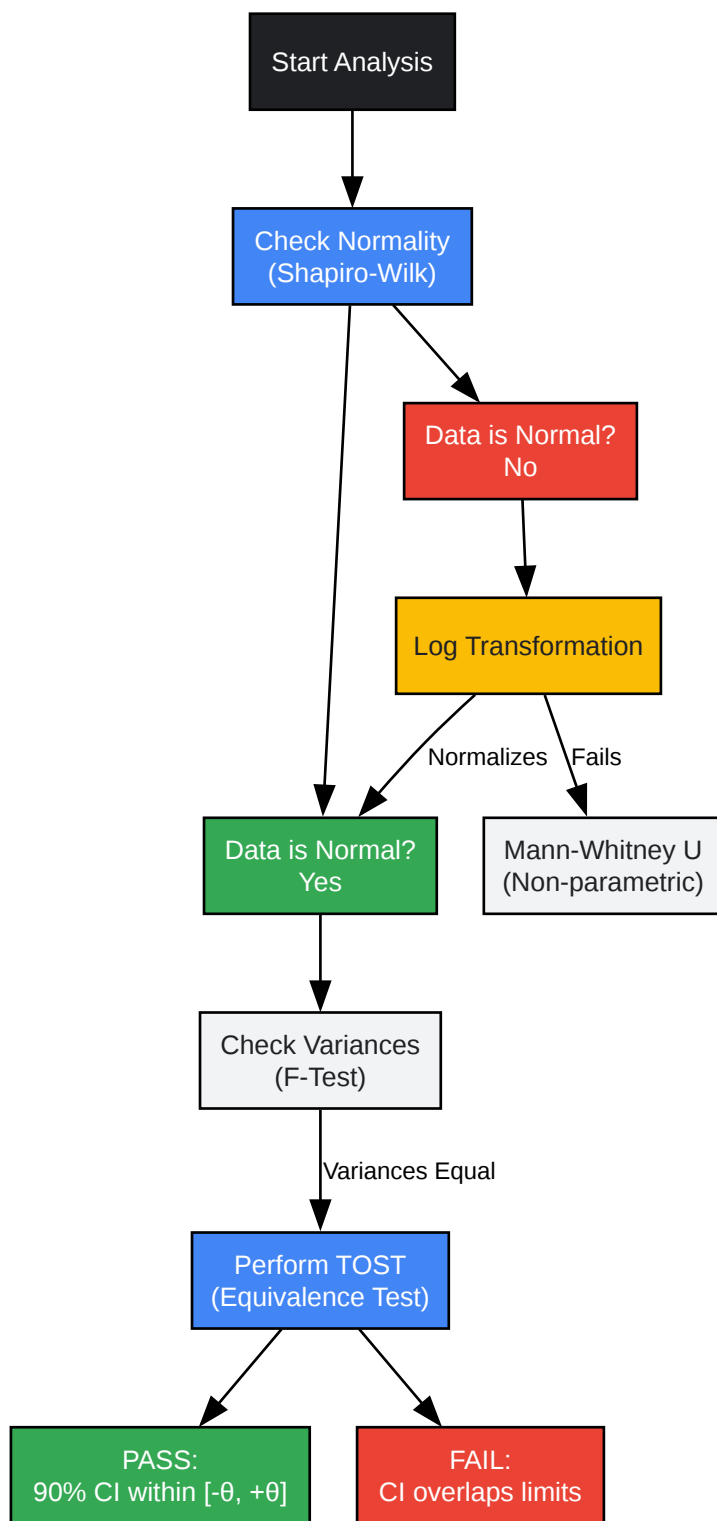 Start Analysis
Check Normality
(Shapiro-Wilk)
Data is Normal?
No
Log Transformation
Normalizes
Fails
Data is Normal?
Yes
Mann-Whitney U
(Non-parametric)
Check Variances
(F-Test)
Variances Equal
Perform TOST
(Equivalence Test)
PASS:
90% CI within [-θ, +θ]
FAIL:
CI overlaps limits